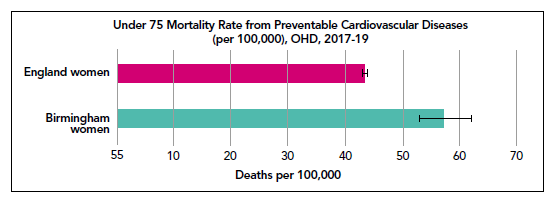 Under 75 Mortality Rate from Preventable Cardiovascular Diseases
(per 100,000), OHD, 2017-19
England women
Birmingham
women
55 10 20 30 40 50 60 70
Deaths per 100,000